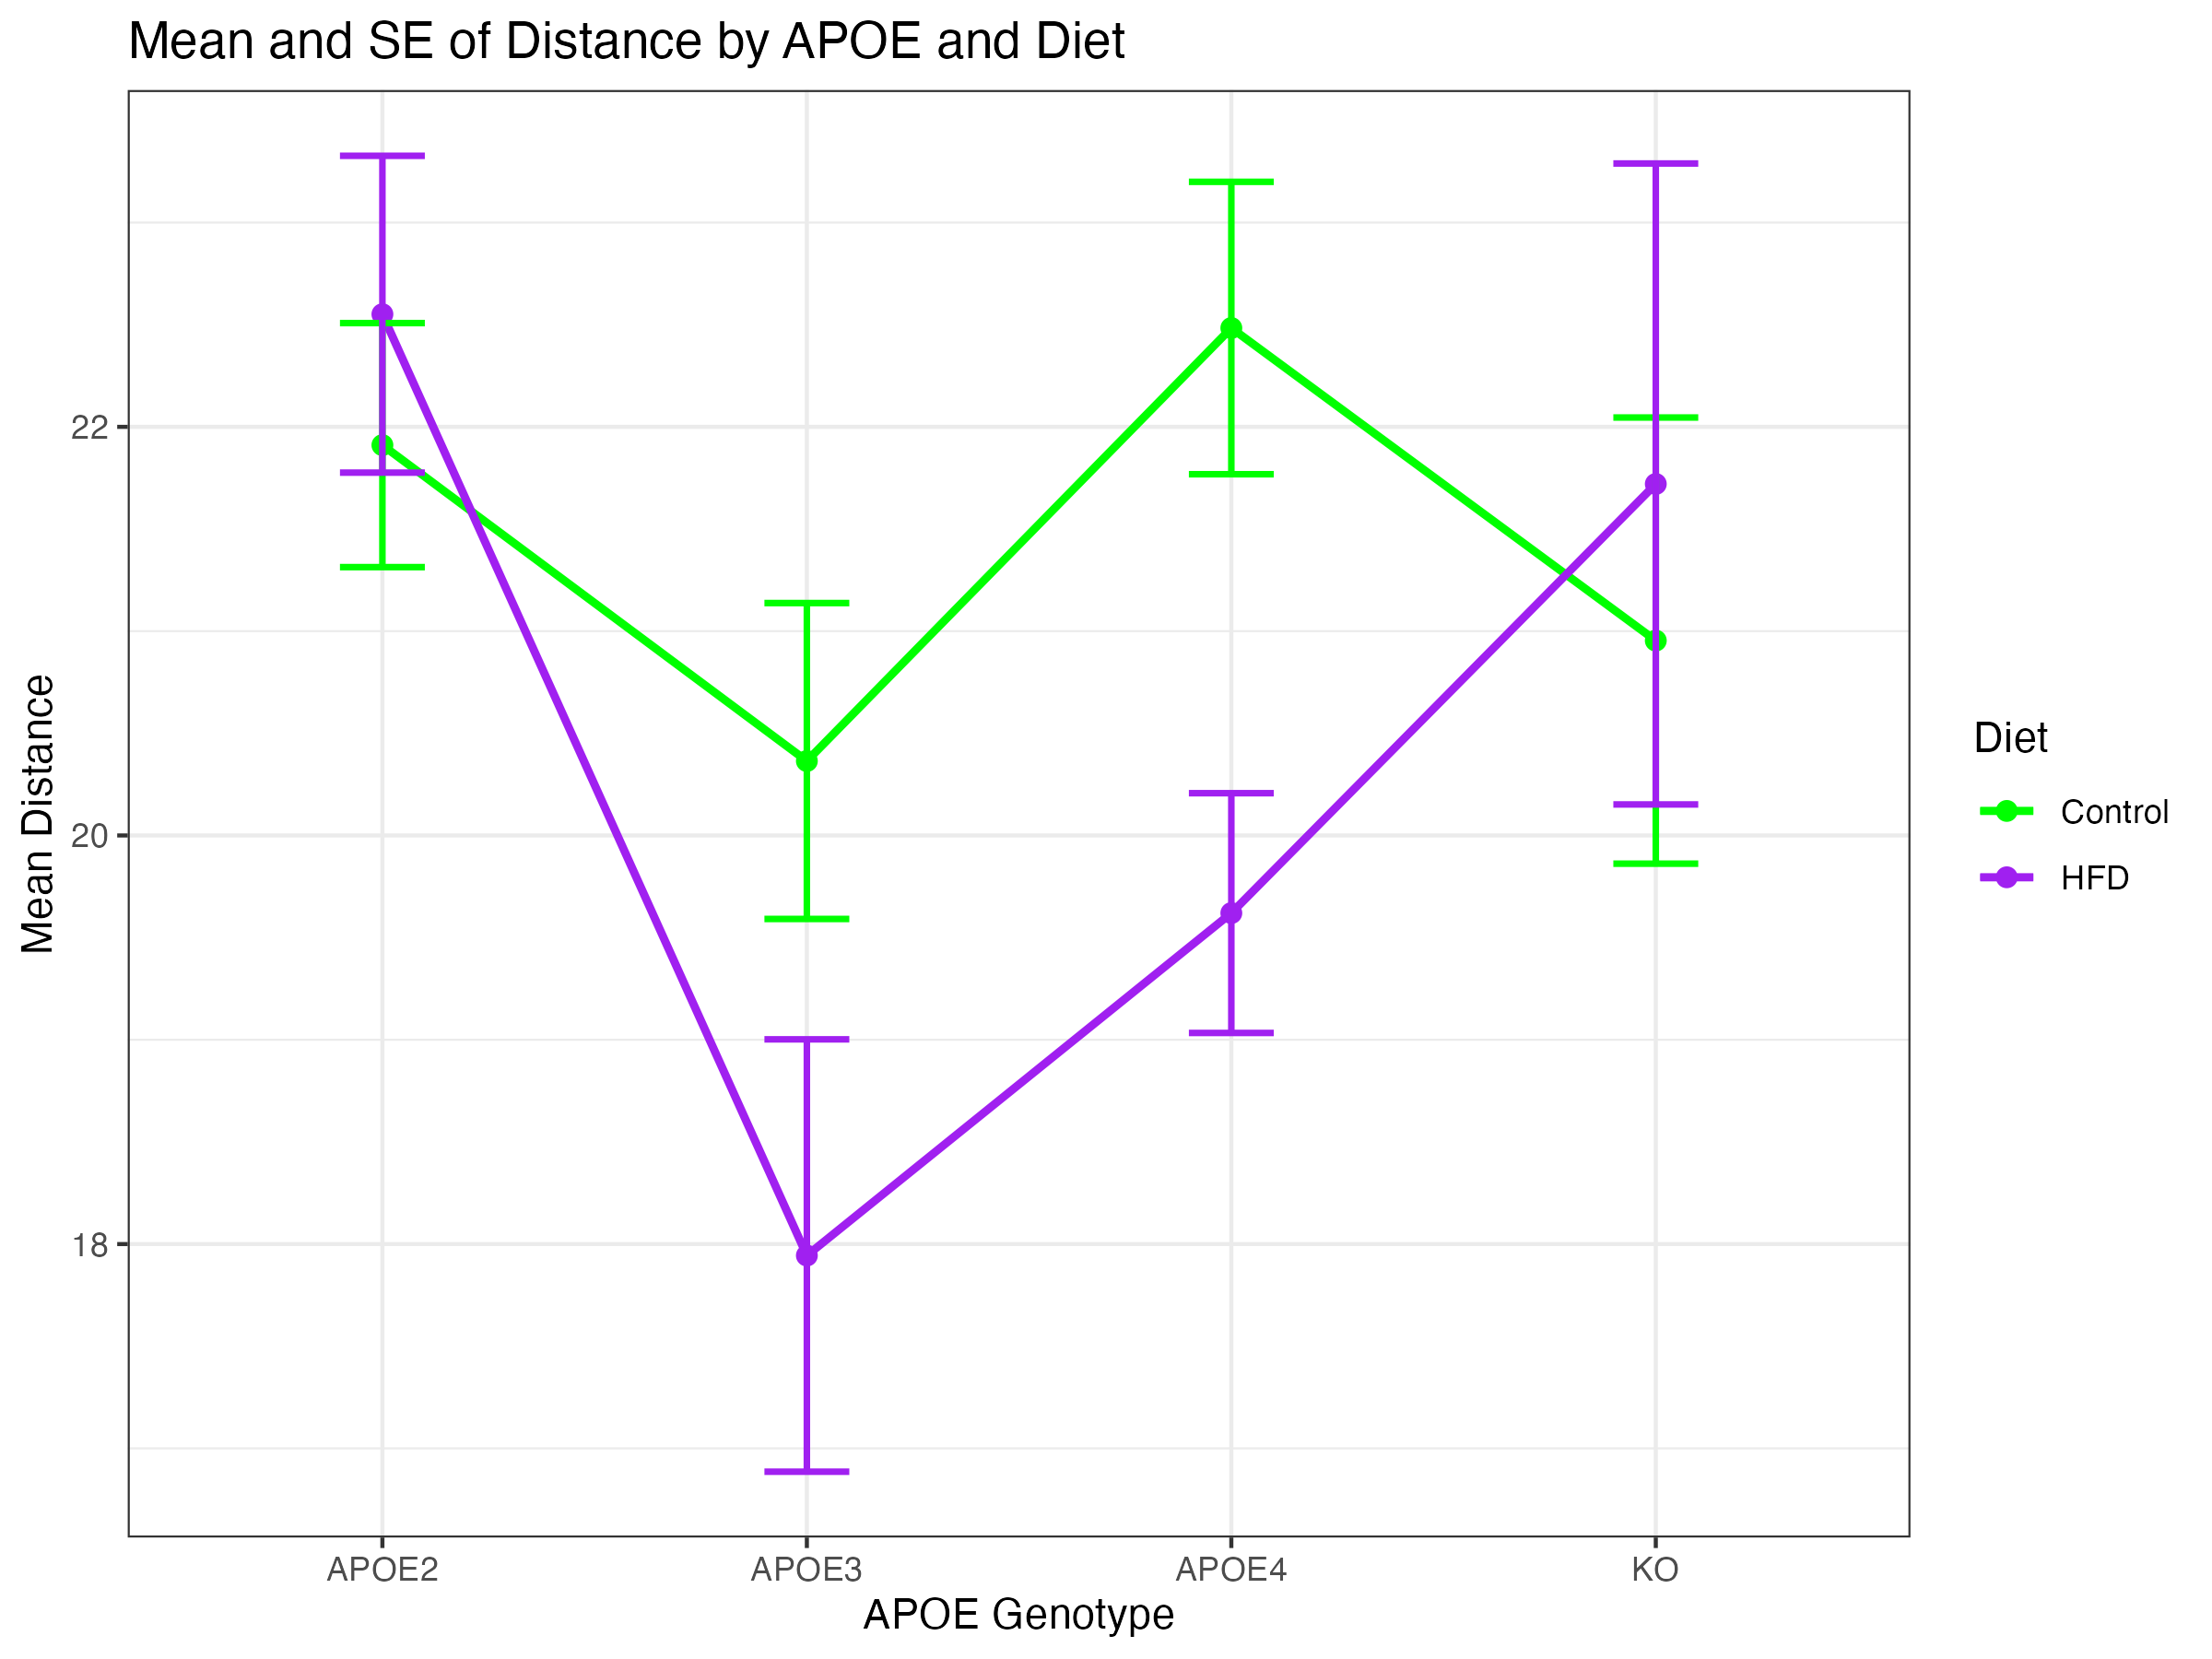 Mean and SE of Distance by APOE and Diet
Mean Distance
22
20
18
APOE2
APOE3
APOE4
KO
APOE Genotype
Diet
Control
HFD